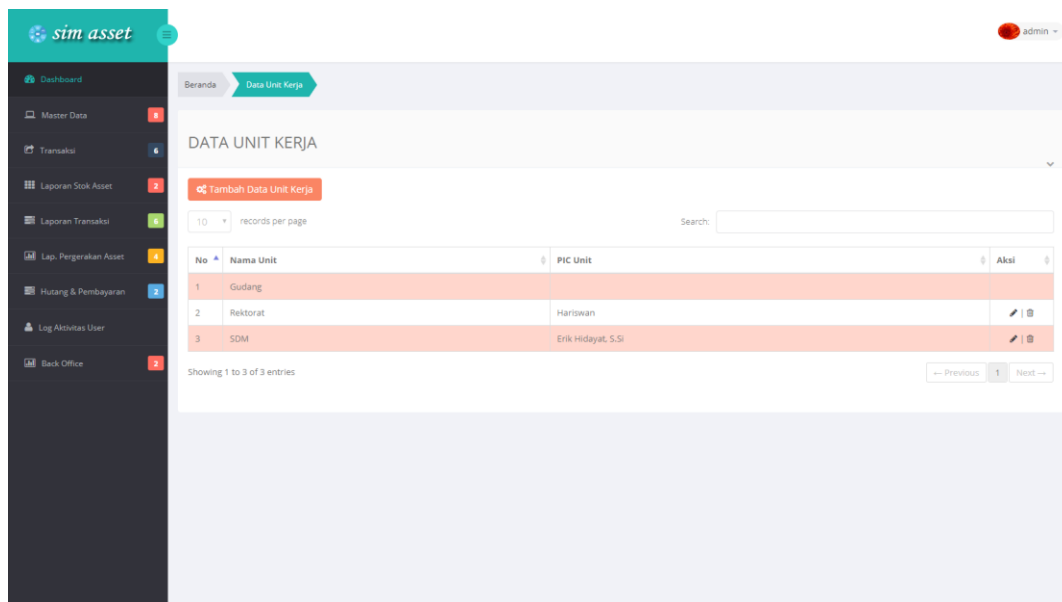 sim asset
admin
Dashboard
Master Data 8
Transaksi 6
Laporan Stok Asset 2
Laporan Transaksi 6
Lap. Pergerakan Asset 4
Hutang & Pembayaran 2
Log Aktivitas User
Back Office 2
Beranda Data Unit Kerja
DATA UNIT KERJA
Tambah Data Unit Kerja
10 records per page Search:
No Nama Unit PIC Unit Aksi
1 Gudang
2 Rektorat Hariswan |
3 SDM Erik Hidayat, S.Si |
Showing 1 to 3 of 3 entries ← Previous 1 Next →